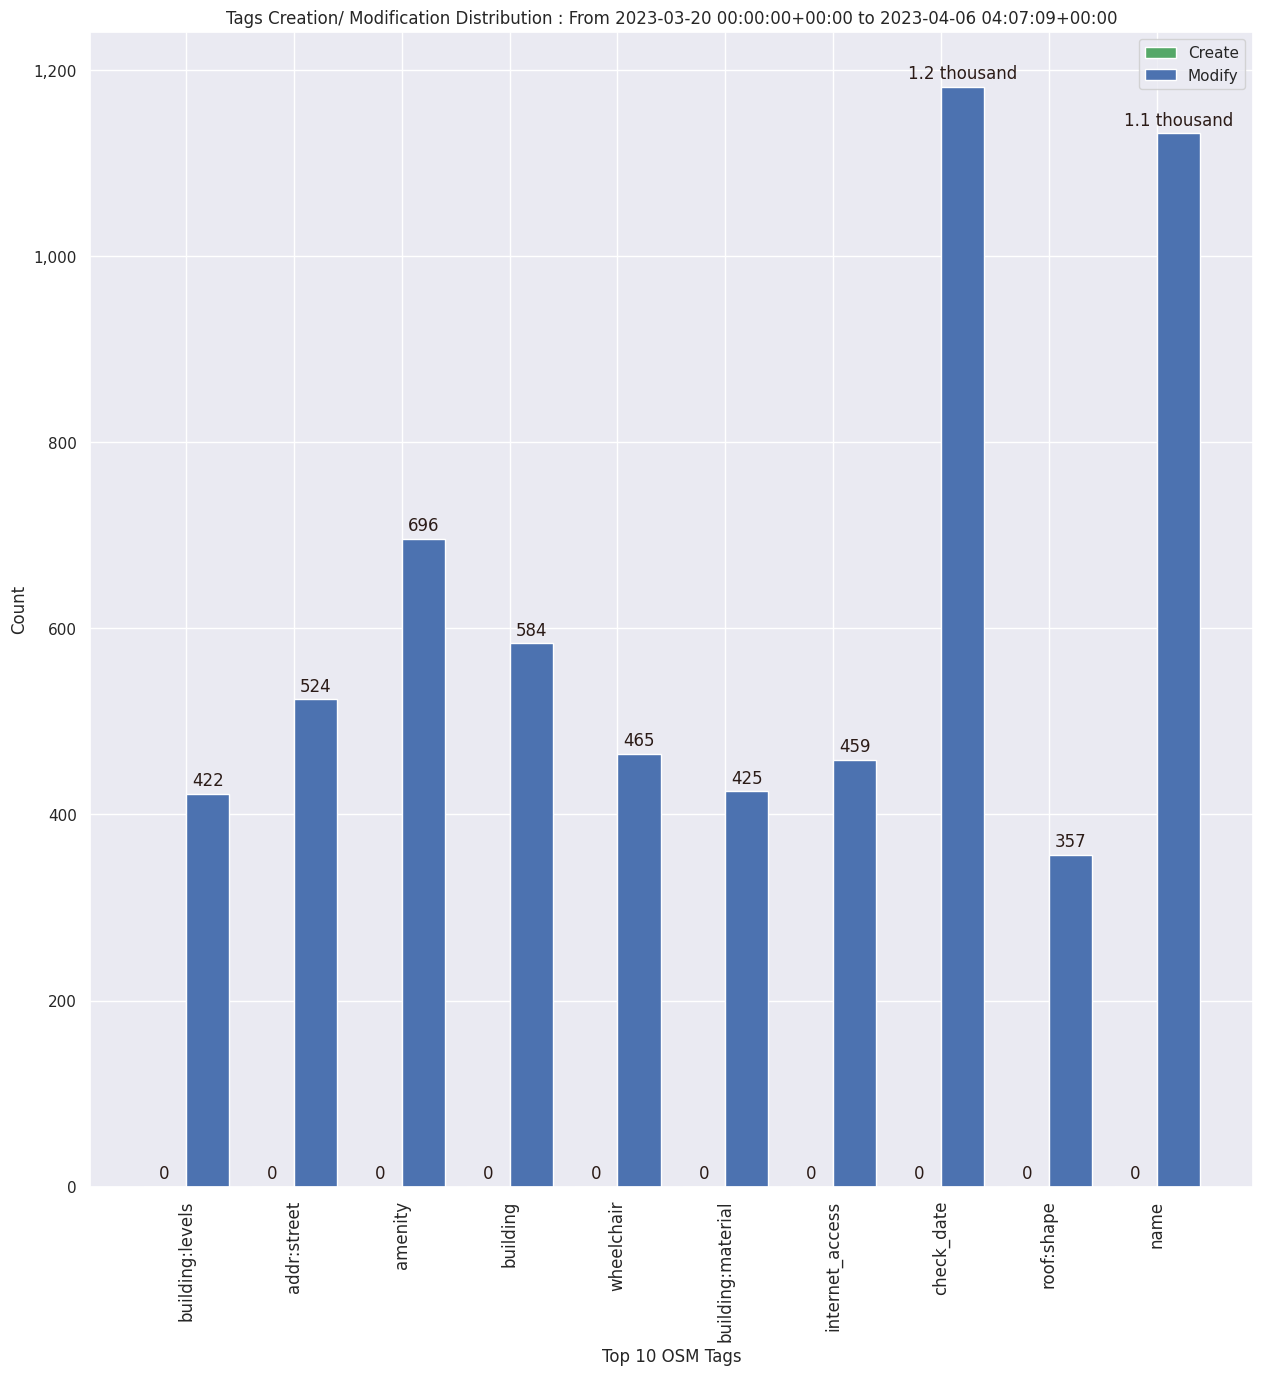 Tags Creation/ Modification Distribution : From 2023-03-20 00:00:00+00:00 to 2023-04-06 04:07:09+00:00
Create
Modify
1,200
1,000
800
600
400
200
0
Count
1.2 thousand
1.1 thousand
696
584
524
465
459
425
422
357
0 0 0 0 0 0 0 0 0 0
building:levels
addr:street
amenity
building
wheelchair
building:material
internet_access
check_date
roof:shape
name
Top 10 OSM Tags